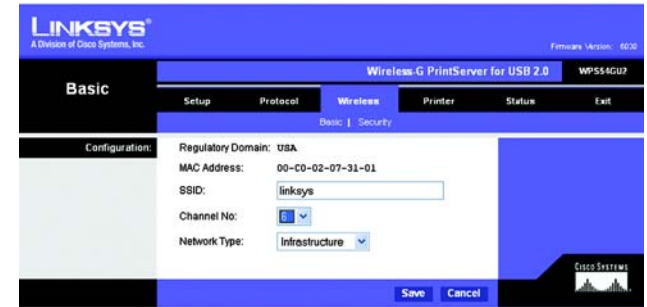 LINKSYS®
A Division of Cisco Systems, Inc.
Firmware Version: 6030
Wireless-G PrintServer for USB 2.0 WPS54GU2
Basic
Setup Protocol Wireless Printer Status Exit
Basic | Security
Configuration:
Regulatory Domain: USA
MAC Address: 00-C0-02-07-31-01
SSID: linksys
Channel No: 6
Network Type: Infrastructure
CISCO SYSTEMS
Save Cancel